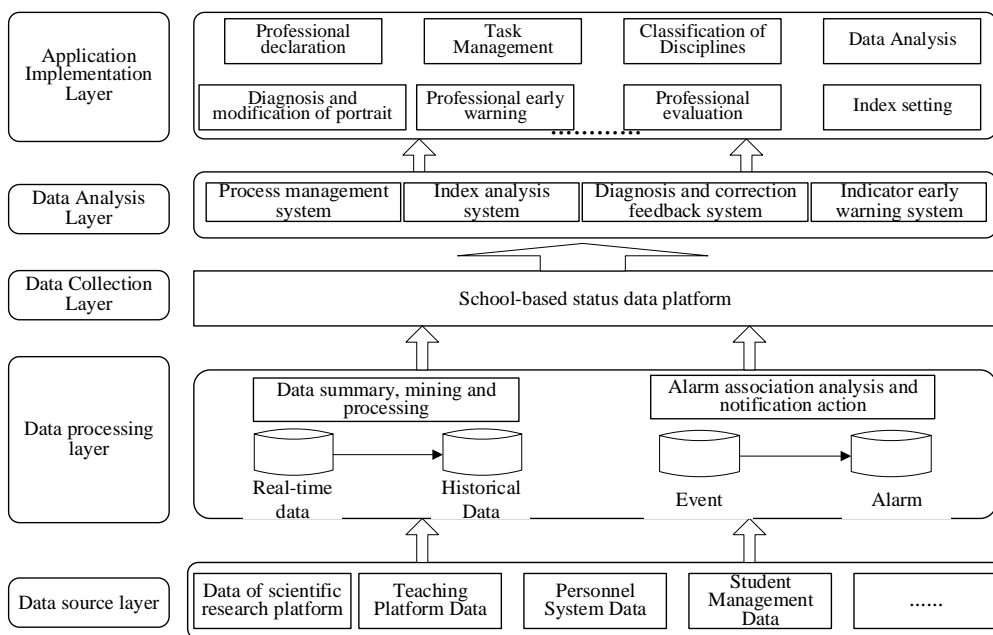 Application
Implementation
Layer
Professional
declaration
Task
Management
Classification of
Disciplines
Data Analysis
Diagnosis and
modification of portrait
Professional early
warning
Professional
evaluation
Index setting
............
Data Analysis
Layer
Process management
system
Index analysis
system
Diagnosis and correction
feedback system
Indicator early
warning system
Data Collection
Layer
School-based status data platform
Data processing
layer
Data summary, mining and
processing
Alarm association analysis and
notification action
Real-time
data
Historical
Data
Event
Alarm
Data source layer
Data of scientific
research platform
Teaching
Platform Data
Personnel
System Data
Student
Management
Data
......